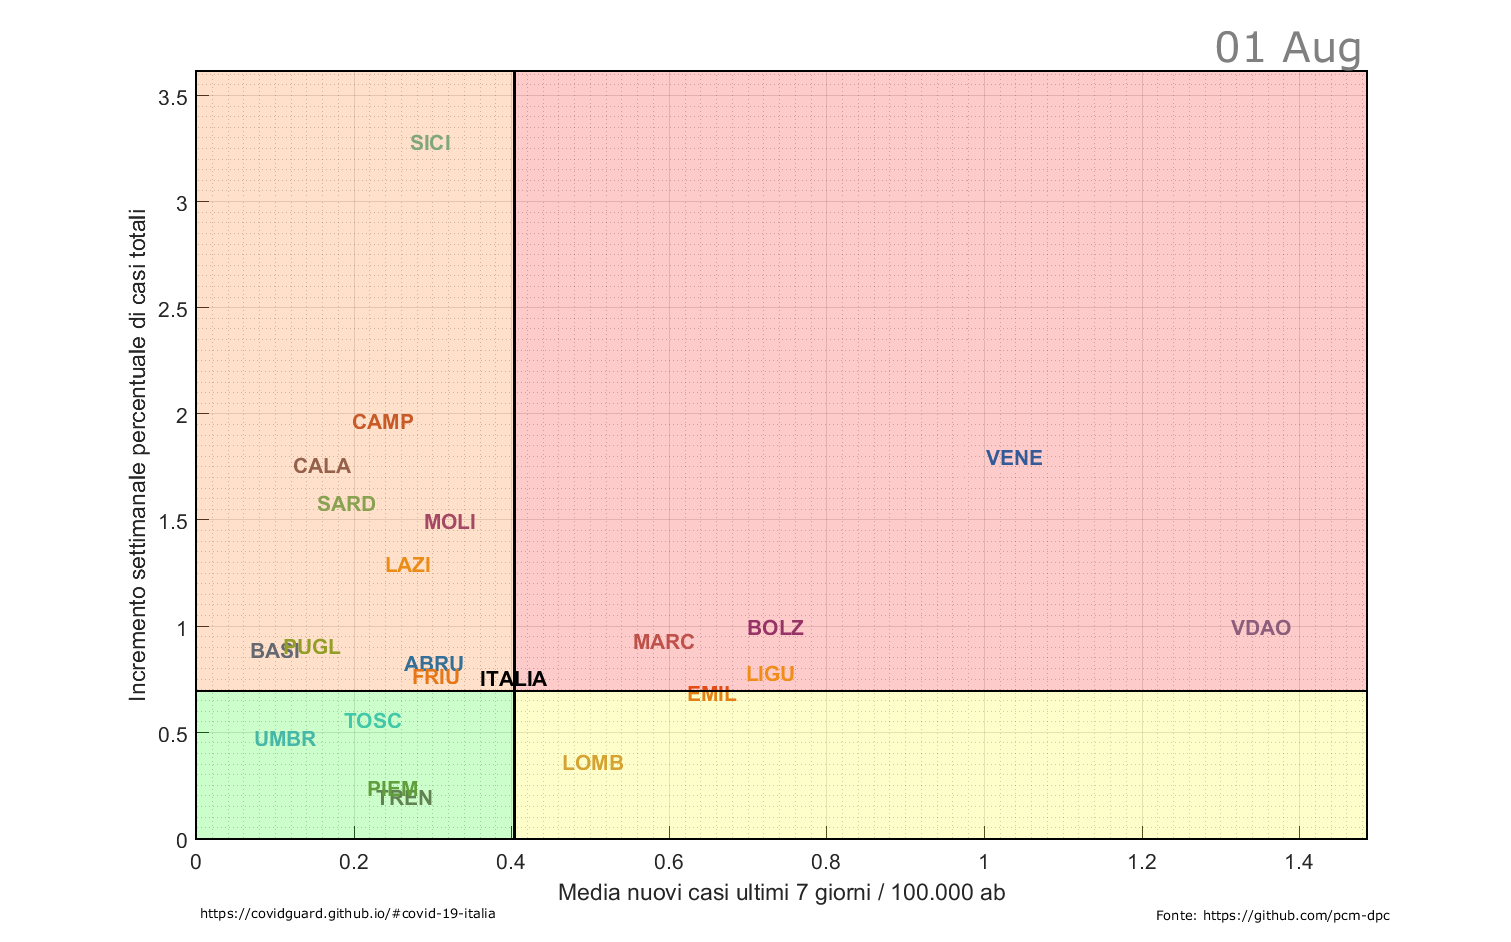 01 Aug
3.5
3
2.5
2
1.5
1
0.5
0
Incremento settimanale percentuale di casi totali
SICI
CAMP
VENE
CALA
SARD
MOLI
LAZI
BOLZ
VDAO
MARC
PUGL
BASI
ABRU
LIGU
FRIU
ITALIA
EMIL
TOSC
UMBR
LOMB
PIEM
TREN
0 0.2 0.4 0.6 0.8 1 1.2 1.4
Media nuovi casi ultimi 7 giorni / 100.000 ab
https://covidguard.github.io/#covid-19-italia
Fonte: https://github.com/pcm-dpc